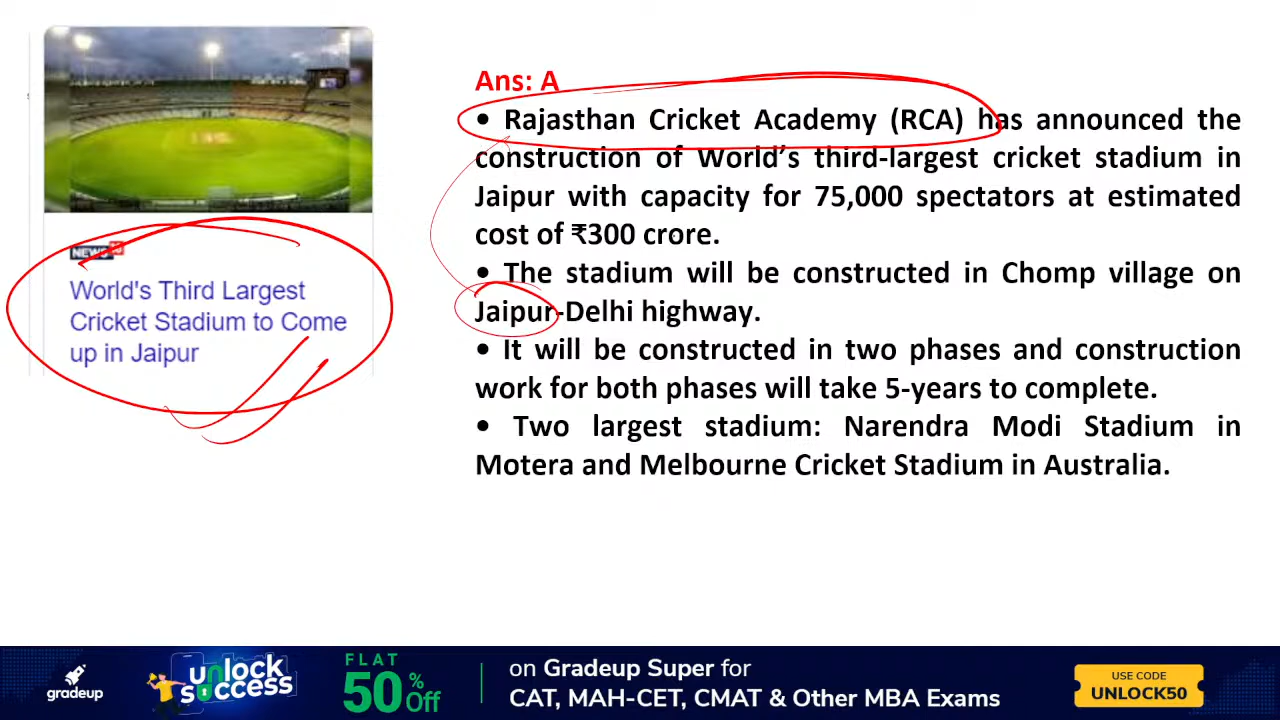 NEWS18
World's Third Largest
Cricket Stadium to Come
up in Jaipur
Ans: A
• Rajasthan Cricket Academy (RCA) has announced the
construction of World’s third-largest cricket stadium in
Jaipur with capacity for 75,000 spectators at estimated
cost of ₹300 crore.
• The stadium will be constructed in Chomp village on
Jaipur-Delhi highway.
• It will be constructed in two phases and construction
work for both phases will take 5-years to complete.
• Two largest stadium: Narendra Modi Stadium in
Motera and Melbourne Cricket Stadium in Australia.
gradeup
unlock
success
FLAT
50% Off
on Gradeup Super for
CAT, MAH-CET, CMAT & Other MBA Exams
USE CODE
UNLOCK50